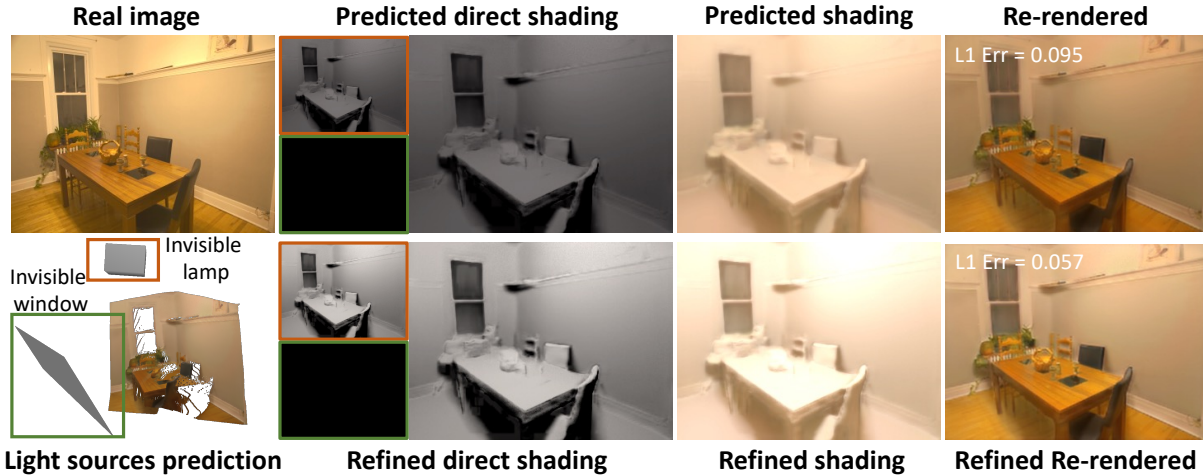 Real image
Predicted direct shading
Predicted shading
Re-rendered
L1 Err = 0.095
Invisible
lamp
Invisible
window
L1 Err = 0.057
Light sources prediction
Refined direct shading
Refined shading
Refined Re-rendered